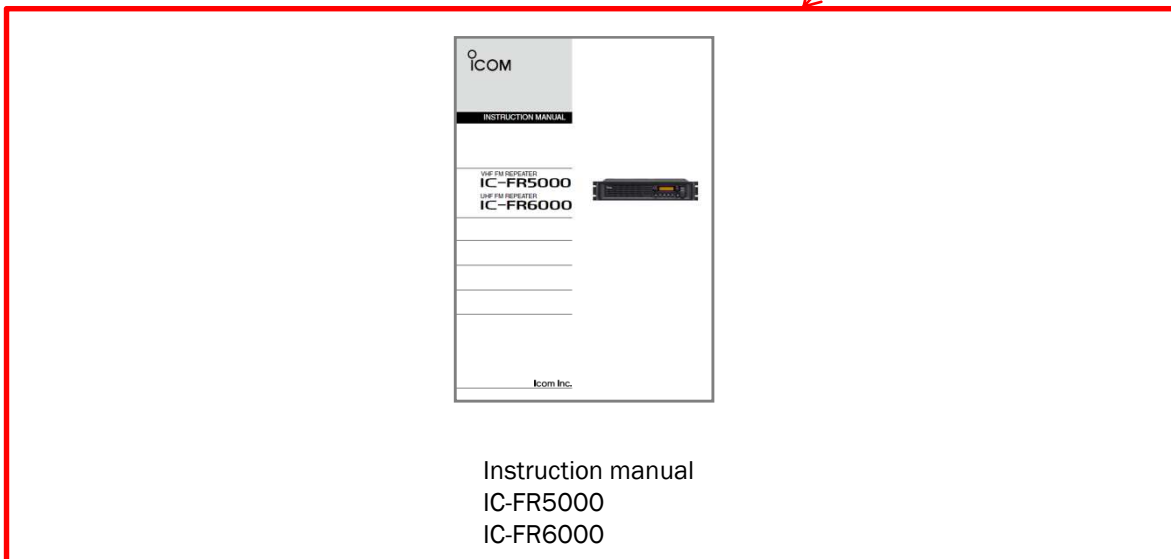 ICOM
INSTRUCTION MANUAL
VHF FM REPEATER
IC-FR5000
UHF FM REPEATER
IC-FR6000
Icom Inc.
Instruction manual
IC-FR5000
IC-FR6000